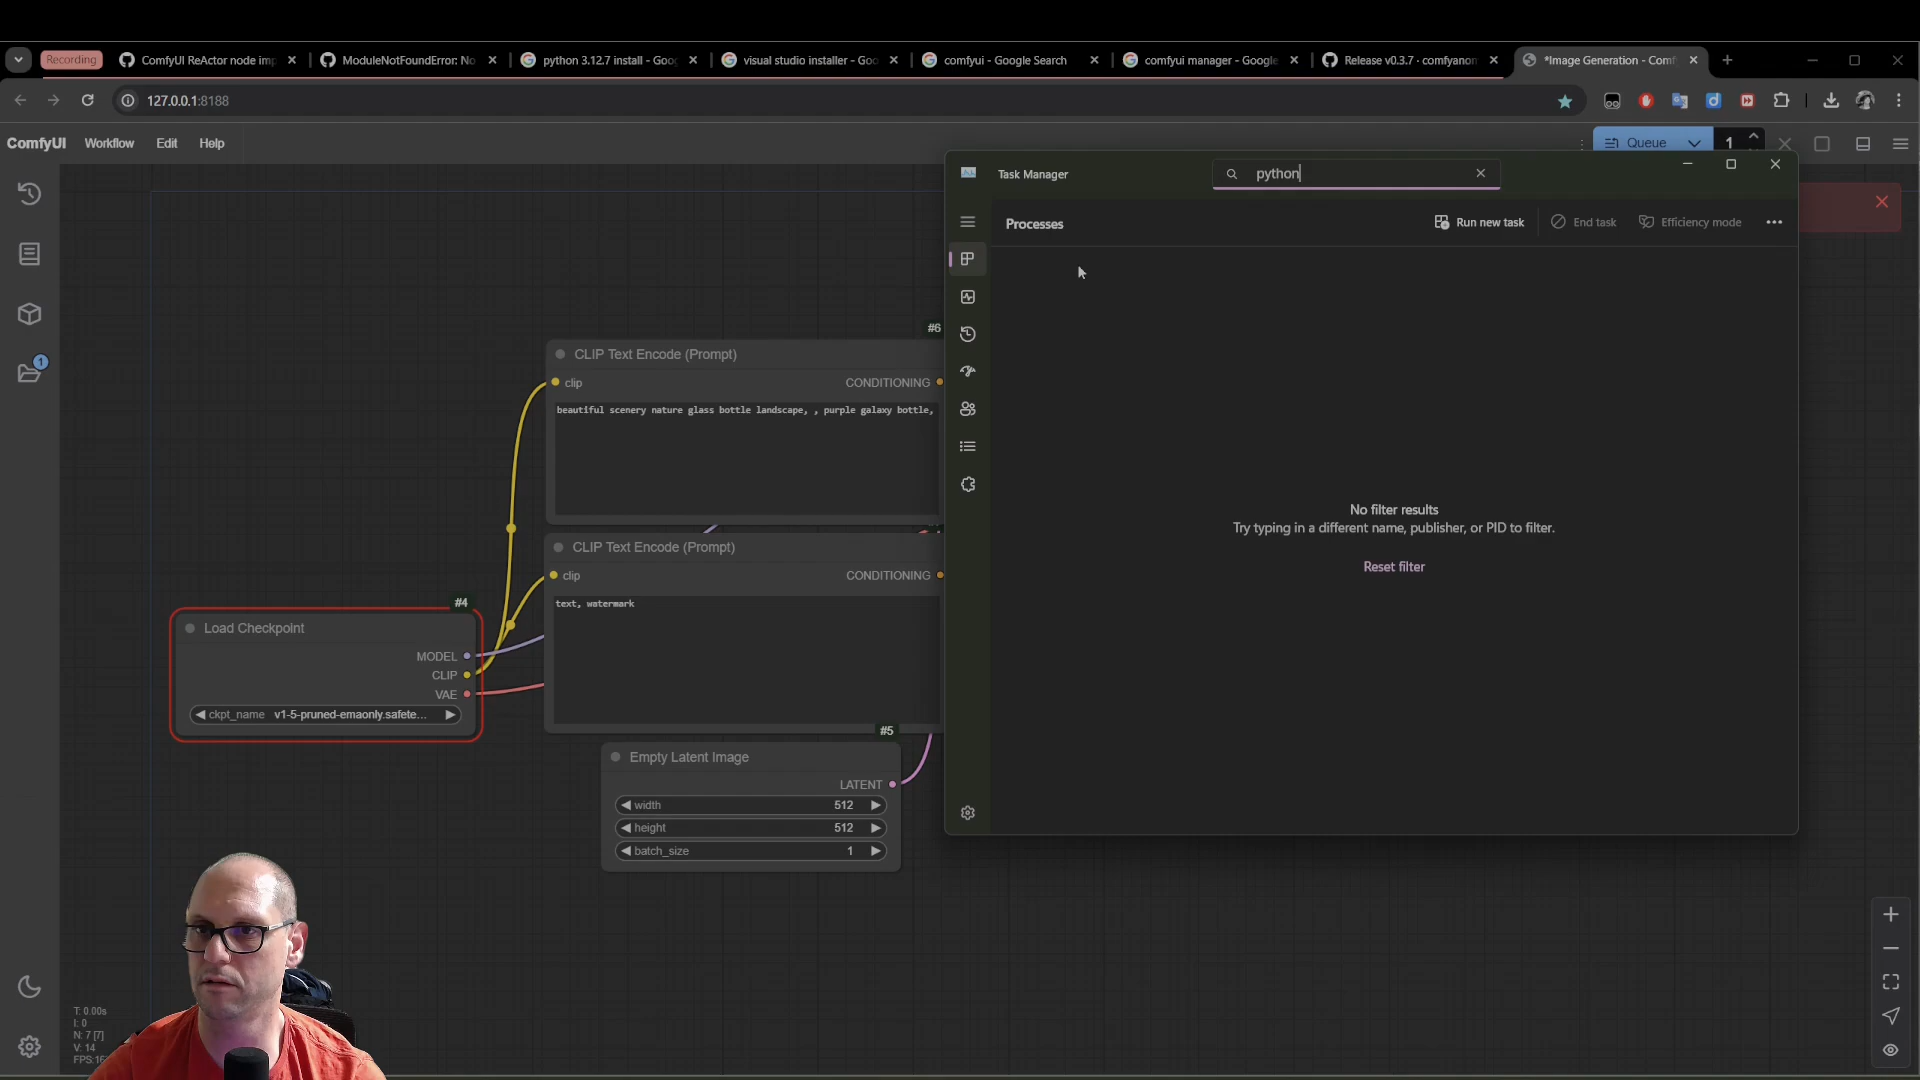 Recording
ComfyUI ReActor node imp
ModuleNotFoundError: No
python 3.12.7 install - Goog
visual studio installer - Goo
comfyui - Google Search
comfyui manager - Google
Release v0.3.7 · comfyanon
*Image Generation - Comf
127.0.0.1:8188
ComfyUI
Workflow
Edit
Help
Queue
1
Task Manager
python
Processes
Run new task
End task
Efficiency mode
No filter results
Try typing in a different name, publisher, or PID to filter.
Reset filter
1
#6
CLIP Text Encode (Prompt)
clip
CONDITIONING
beautiful scenery nature glass bottle landscape, , purple galaxy bottle,
CLIP Text Encode (Prompt)
clip
CONDITIONING
text, watermark
#4
Load Checkpoint
MODEL
CLIP
VAE
ckpt_name v1-5-pruned-emaonly.safete...
#5
Empty Latent Image
LATENT
width 512
height 512
batch_size 1
T: 0.00s
I: 0
N: 7 [7]
V: 14